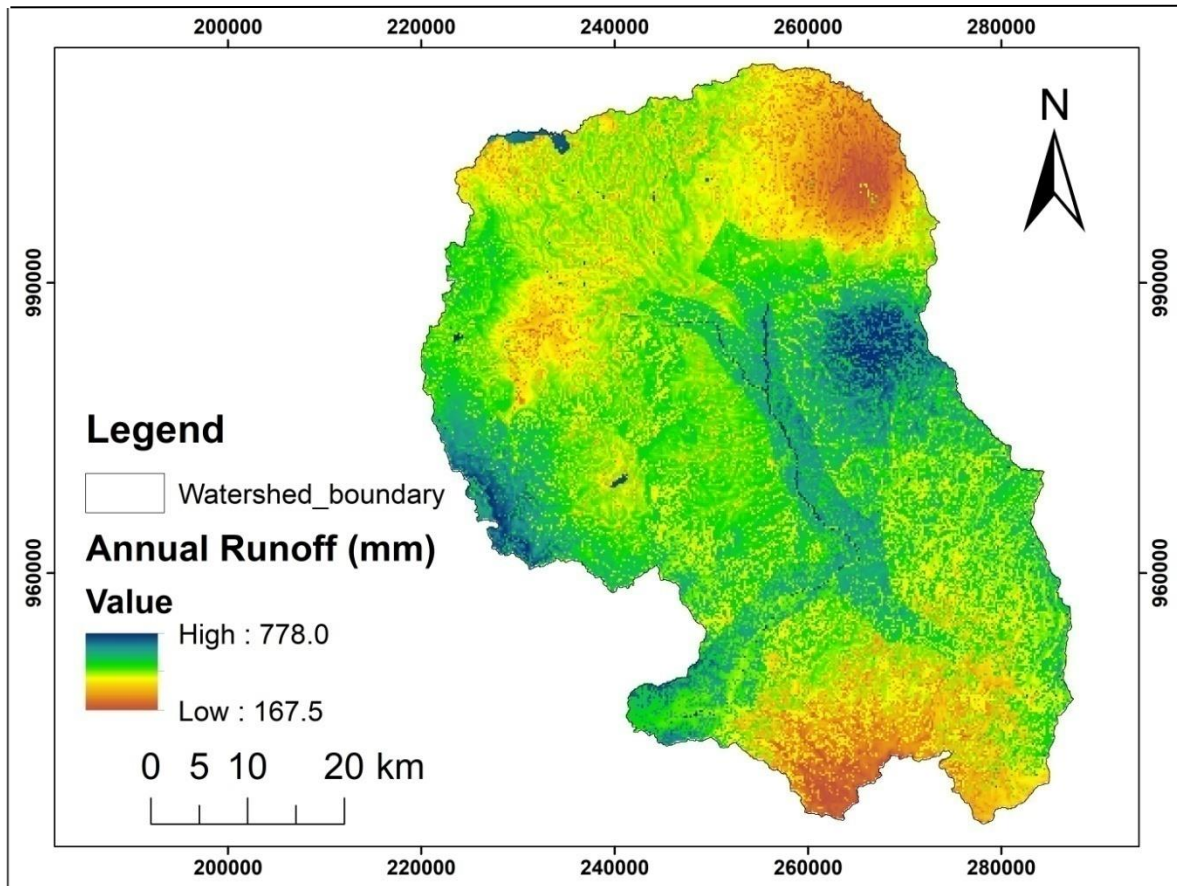 200000 220000 240000 260000 280000
N
990000 990000
Legend
Watershed_boundary
Annual Runoff (mm)
Value
High : 778.0
Low : 167.5
960000 960000
0 5 10 20 km
200000 220000 240000 260000 280000